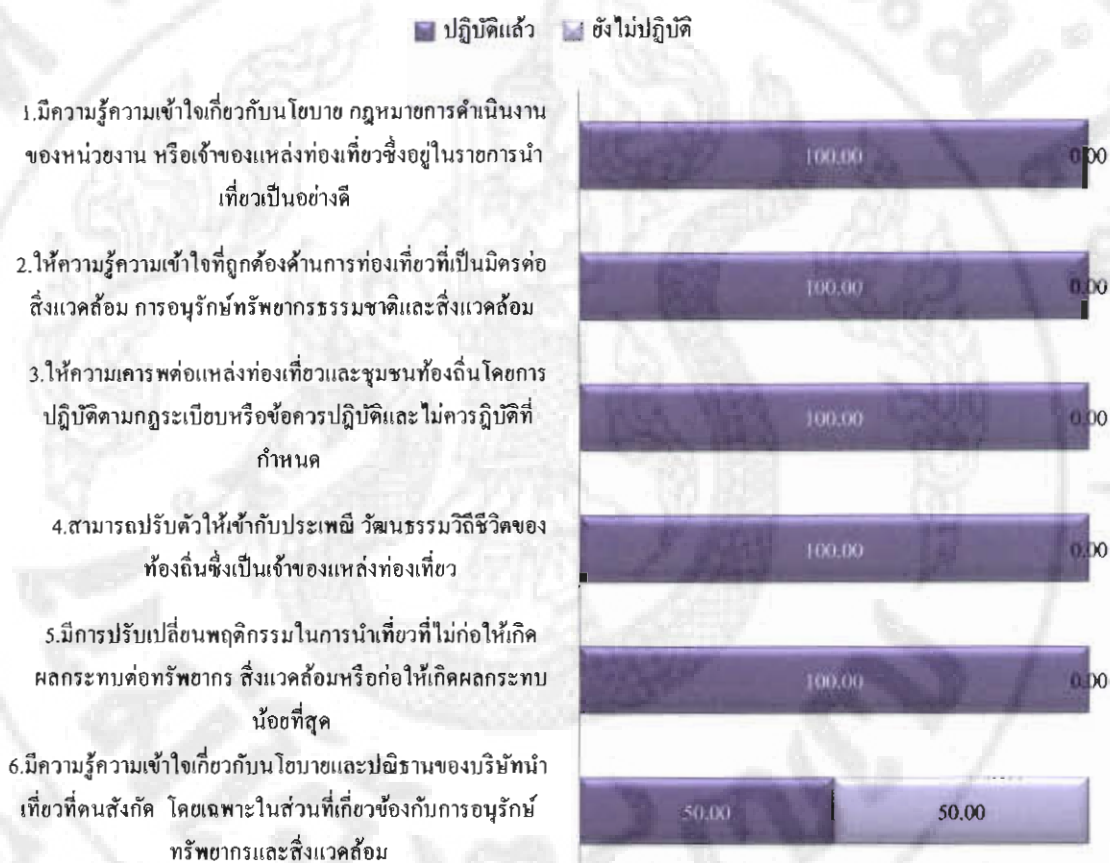 ปฏิบัติแล้ว ยังไม่ปฏิบัติ
1.มีความรู้ความเข้าใจเกี่ยวกับนโยบาย กฎหมายการดำเนินงาน
ของหน่วยงาน หรือเจ้าของแหล่งท่องเที่ยวซึ่งอยู่ในรายการนำ
เที่ยวเป็นอย่างดี
100.00 0.00
2.ให้ความรู้ความเข้าใจที่ถูกต้องด้านการท่องเที่ยวที่เป็นมิตรต่อ
สิ่งแวดล้อม การอนุรักษ์ทรัพยากรธรรมชาติและสิ่งแวดล้อม
100.00 0.00
3.ให้ความเคารพต่อแหล่งท่องเที่ยวและชุมชนท้องถิ่นโดยการ
ปฏิบัติตามกฎระเบียบหรือข้อควรปฏิบัติและไม่ควรฎิบัติที่
กำหนด
100.00 0.00
4.สามารถปรับตัวให้เข้ากับประเพณี วัฒนธรรมวิถีชีวิตของ
ท้องถิ่นซึ่งเป็นเจ้าของแหล่งท่องเที่ยว
100.00 0.00
5.มีการปรับเปลี่ยนพฤติกรรมในการนำเที่ยวที่ไม่ก่อให้เกิด
ผลกระทบต่อทรัพยากร สิ่งแวดล้อมหรือก่อให้เกิดผลกระทบ
น้อยที่สุด
100.00 0.00
6.มีความรู้ความเข้าใจเกี่ยวกับนโยบายและปณิธานของบริษัทนำ
เที่ยวที่ตนสังกัด โดยเฉพาะในส่วนที่เกี่ยวข้องกับการอนุรักษ์
ทรัพยากรและสิ่งแวดล้อม
50.00 50.00